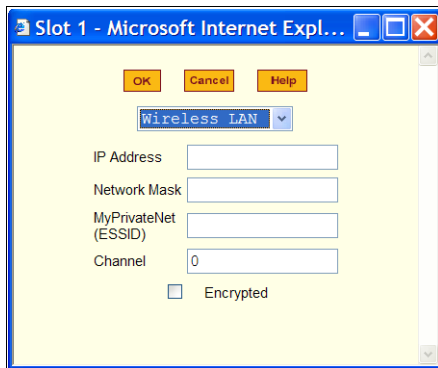 Slot 1 - Microsoft Internet Expl...
OK Cancel Help
Wireless LAN
IP Address
Network Mask
MyPrivateNet
(ESSID)
Channel 0
Encrypted